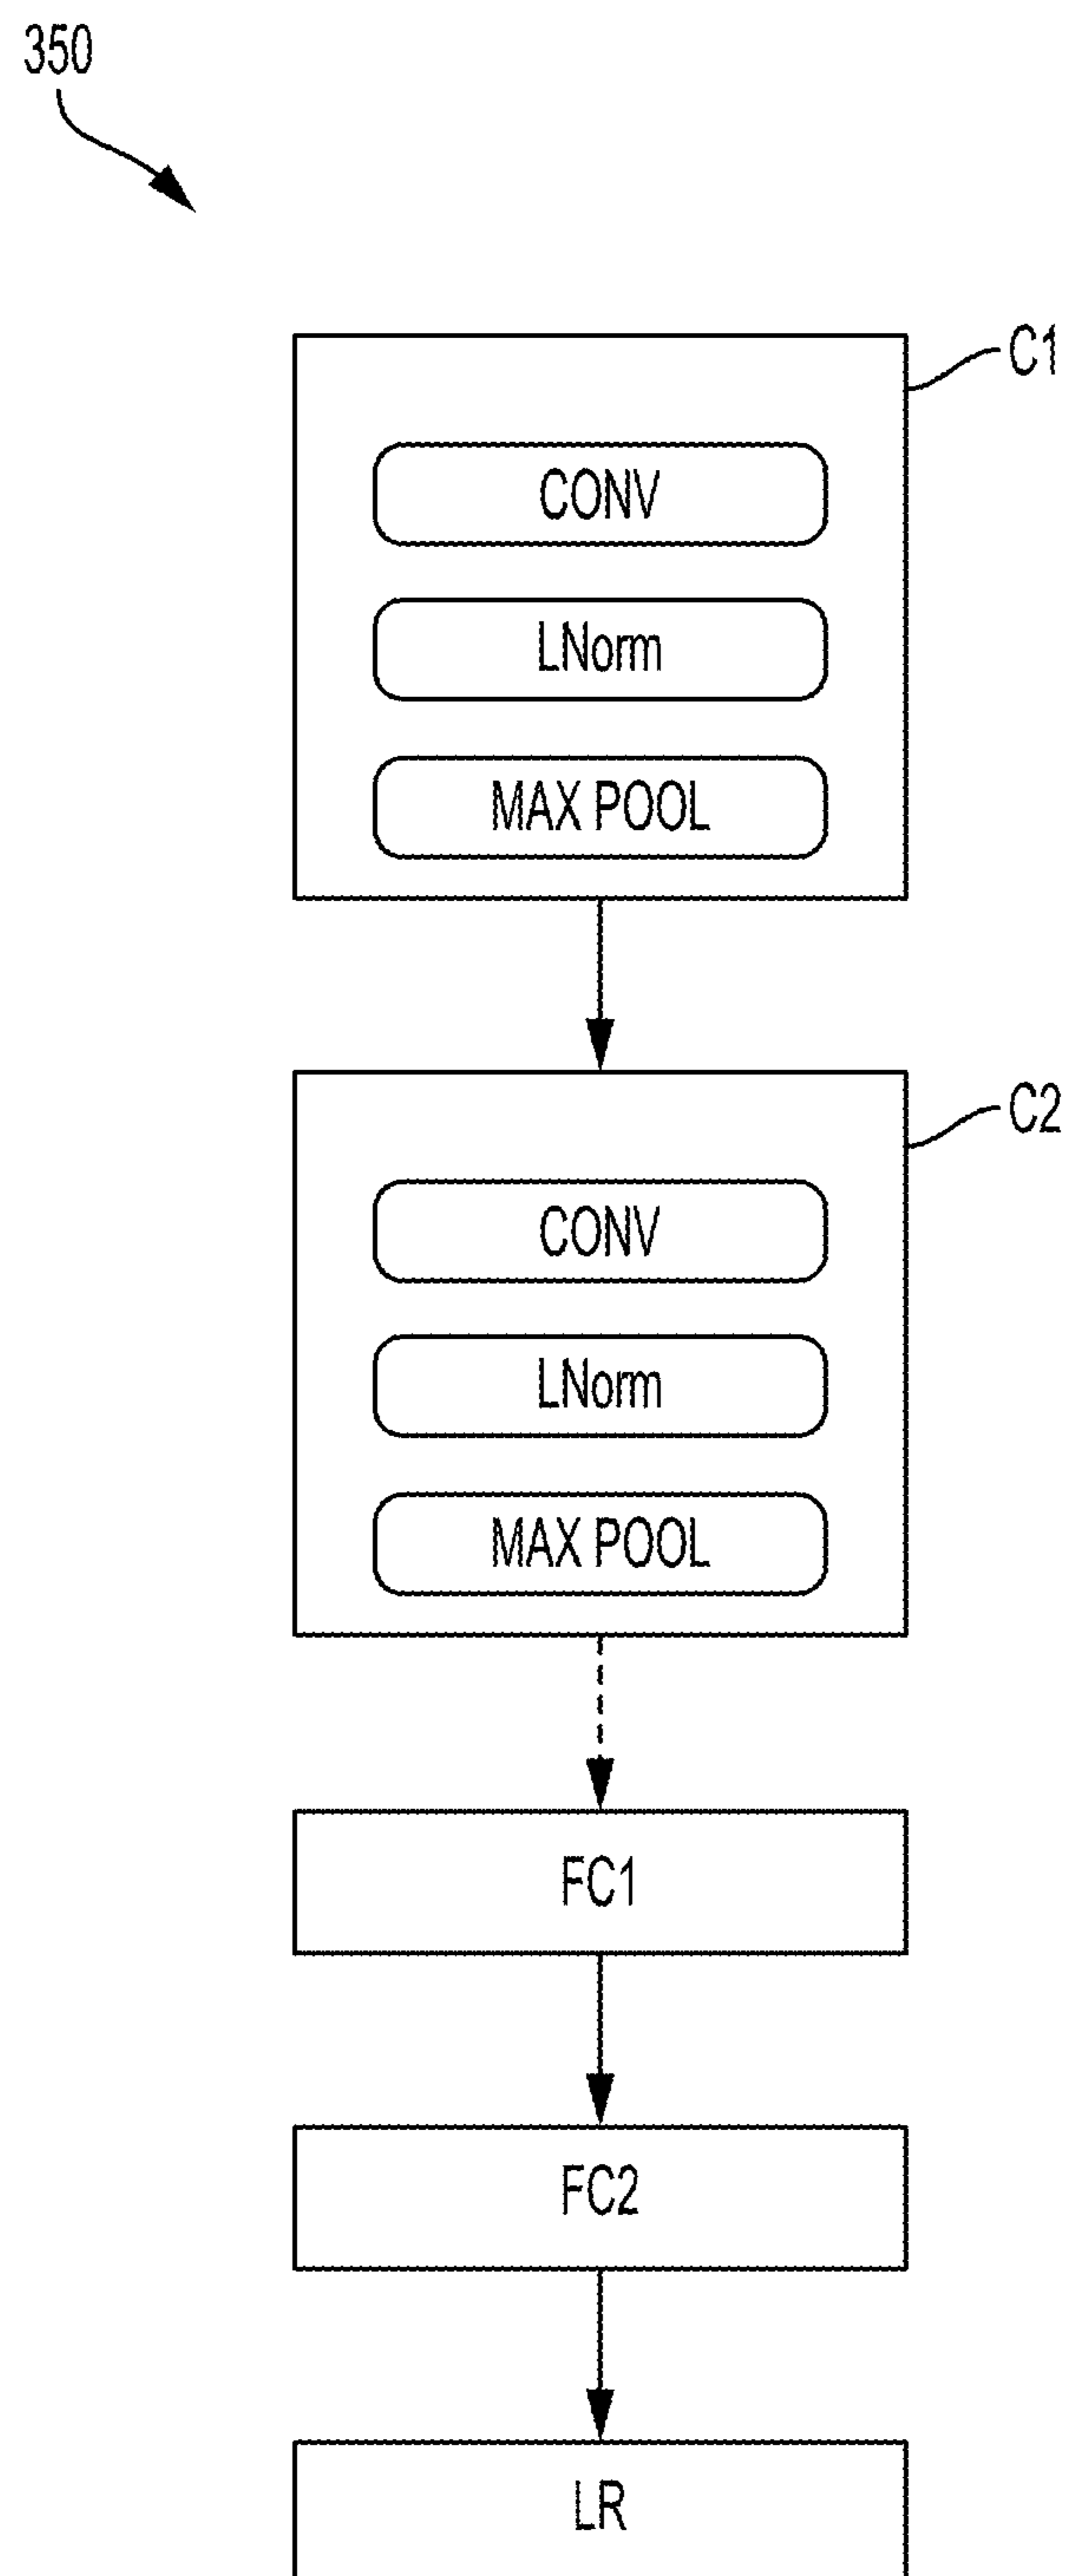 350
C1
CONV
LNorm
MAX POOL
C2
CONV
LNorm
MAX POOL
FC1
FC2
LR